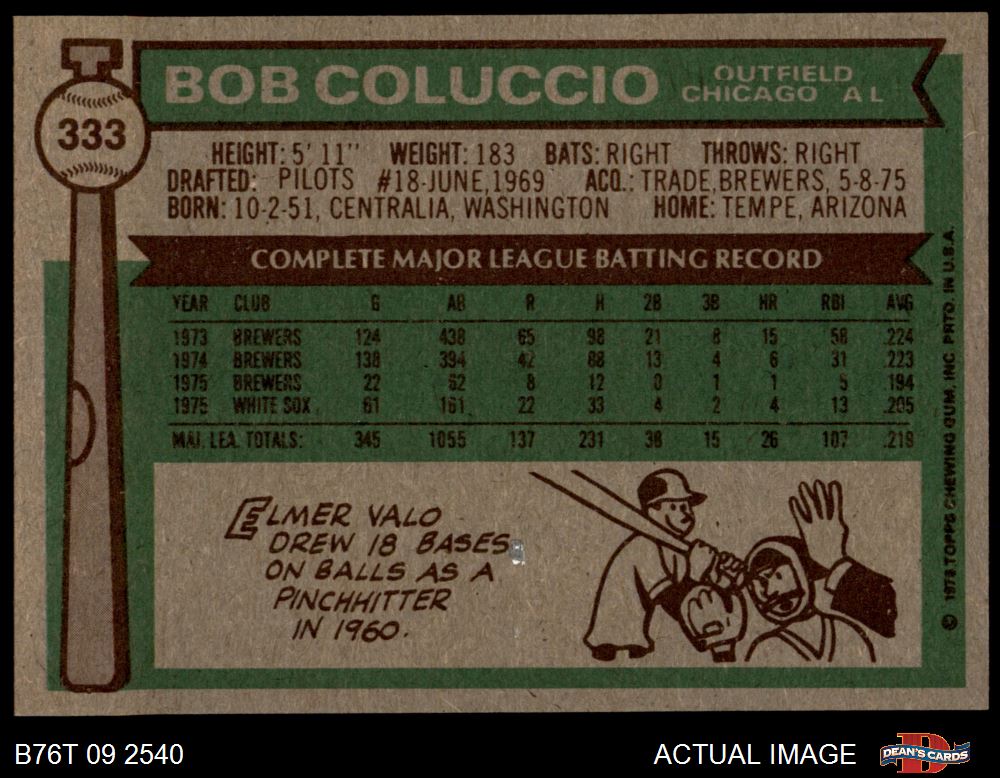 333
BOB COLUCCIO
OUTFIELD
CHICAGO A L
HEIGHT: 5' 11" WEIGHT: 183 BATS: RIGHT THROWS: RIGHT
DRAFTED: PILOTS #18-JUNE,1969 ACQ.: TRADE,BREWERS, 5-8-75
BORN: 10-2-51, CENTRALIA, WASHINGTON HOME: TEMPE, ARIZONA
COMPLETE MAJOR LEAGUE BATTING RECORD
YEAR CLUB G AB R H 2B 3B HR RBI AVG
1973 BREWERS 124 438 65 98 21 8 15 58 .224
1974 BREWERS 138 394 42 88 13 4 6 31 .223
1975 BREWERS 22 62 8 12 0 1 1 5 .194
1975 WHITE SOX 61 161 22 33 4 2 4 13 .205
MAJ. LEA. TOTALS: 345 1055 137 231 38 15 26 107 .219
ELMER VALO
DREW 18 BASES
ON BALLS AS A
PINCHHITTER
IN 1960.
© 1976 TOPPS CHEWING GUM, INC PRTD. IN U.S.A.
B76T 09 2540
ACTUAL IMAGE
DEAN'S CARDS